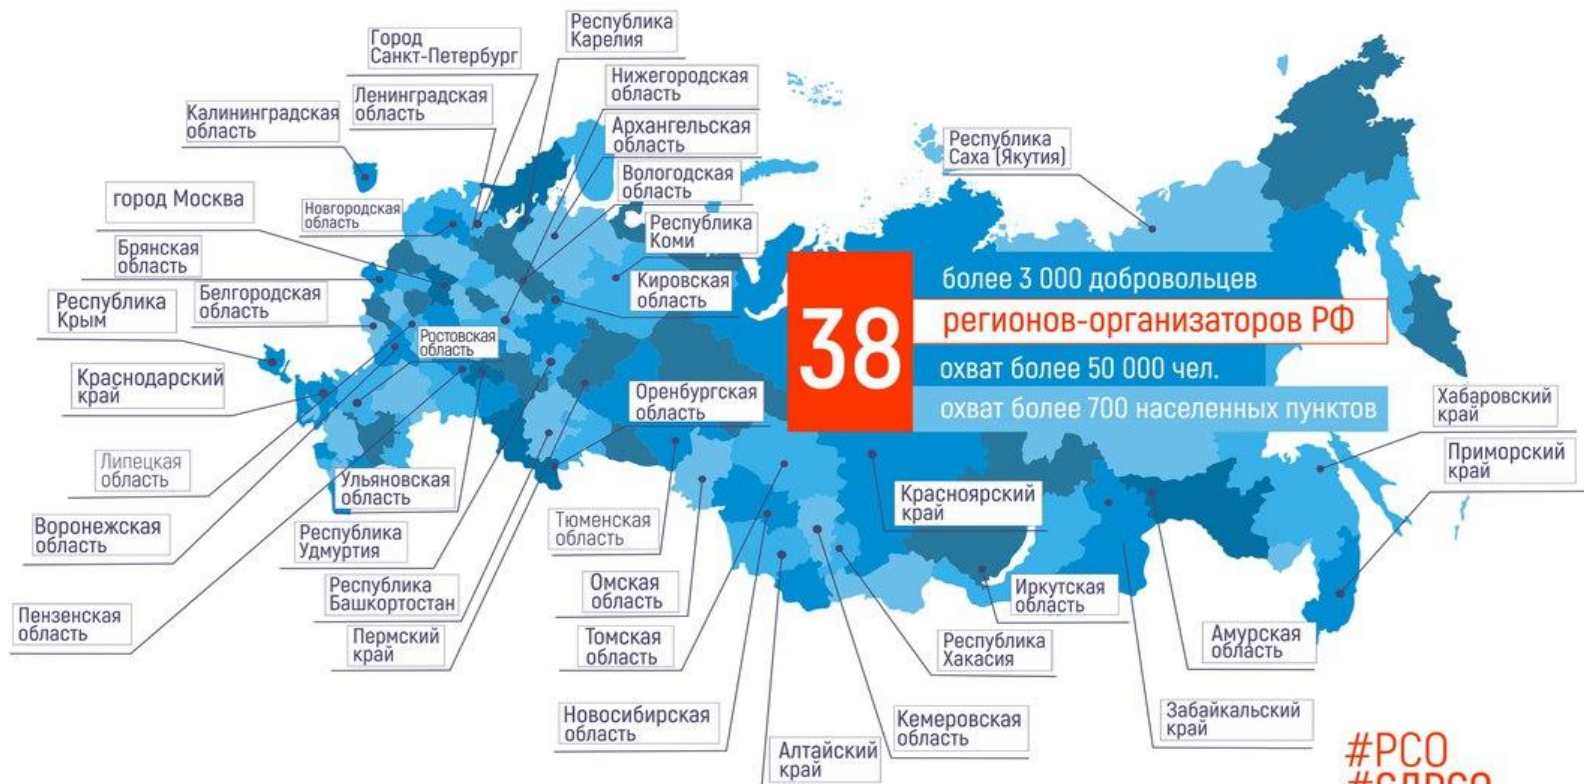 Республика
Карелия
Город
Санкт-Петербург
Нижегородская
область
Ленинградская
область
Калининградская
область
Архангельская
область
Республика
Саха (Якутия)
Вологодская
область
город Москва
Новгородская
область
Республика
Коми
Брянская
область
Кировская
область
Республика
Крым
Белгородская
область
Ростовская
область
38
более 3 000 добровольцев
регионов-организаторов РФ
охват более 50 000 чел.
охват более 700 населенных пунктов
Краснодарский
край
Оренбургская
область
Хабаровский
край
Приморский
край
Липецкая
область
Ульяновская
область
Красноярский
край
Воронежская
область
Республика
Удмуртия
Тюменская
область
Республика
Башкортостан
Омская
область
Иркутская
область
Пензенская
область
Пермский
край
Томская
область
Республика
Хакасия
Амурская
область
Новосибирская
область
Кемеровская
область
Забайкальский
край
Алтайский
край
#РСО